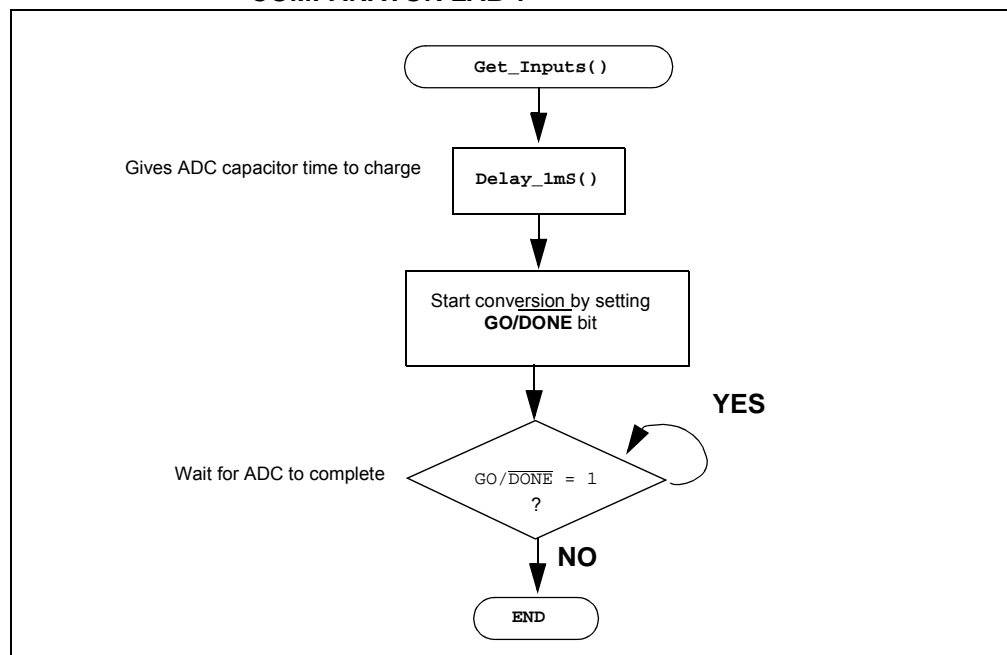 Get_Inputs()
Gives ADC capacitor time to charge
Delay_1mS()
Start conversion by setting
GO/DONE bit
YES
Wait for ADC to complete
GO/DONE = 1
?
NO
END